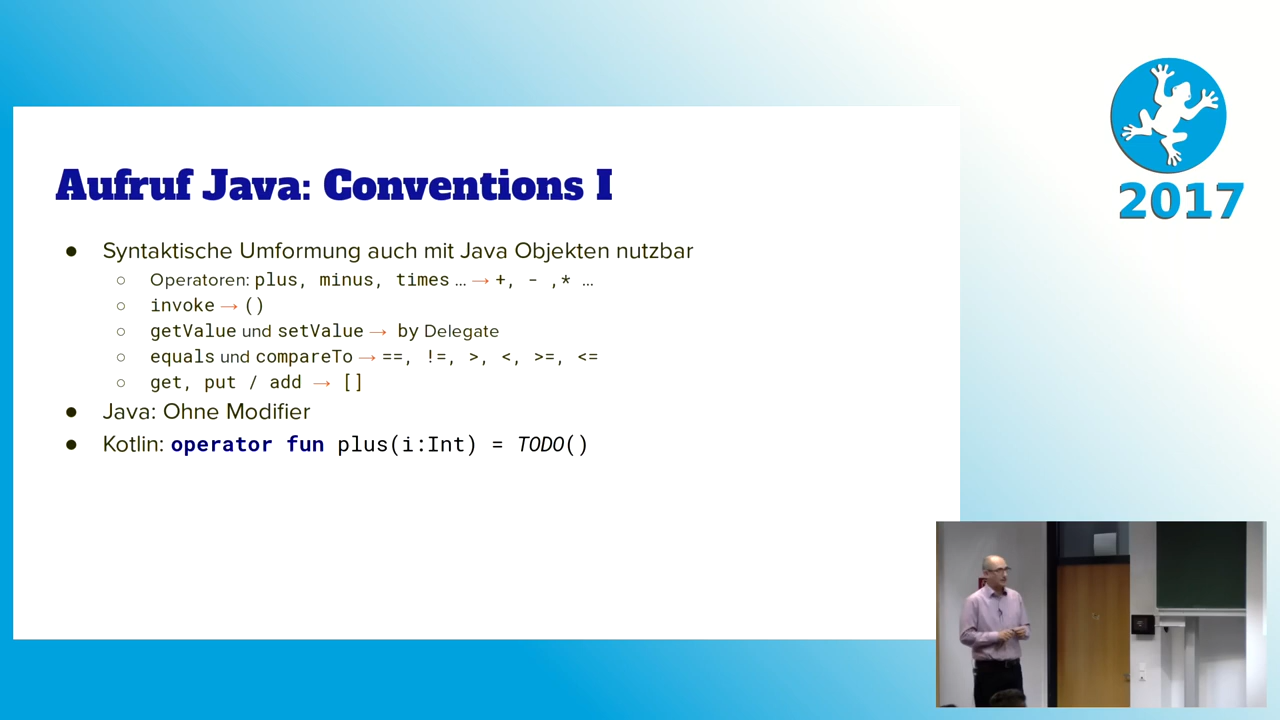 2017
Aufruf Java: Conventions I
● Syntaktische Umformung auch mit Java Objekten nutzbar
○ Operatoren: plus, minus, times … → +, - ,* …
○ invoke → ()
○ getValue und setValue → by Delegate
○ equals und compareTo → ==, !=, >, <, >=, <=
○ get, put / add → []
● Java: Ohne Modifier
● Kotlin: operator fun plus(i:Int) = TODO()